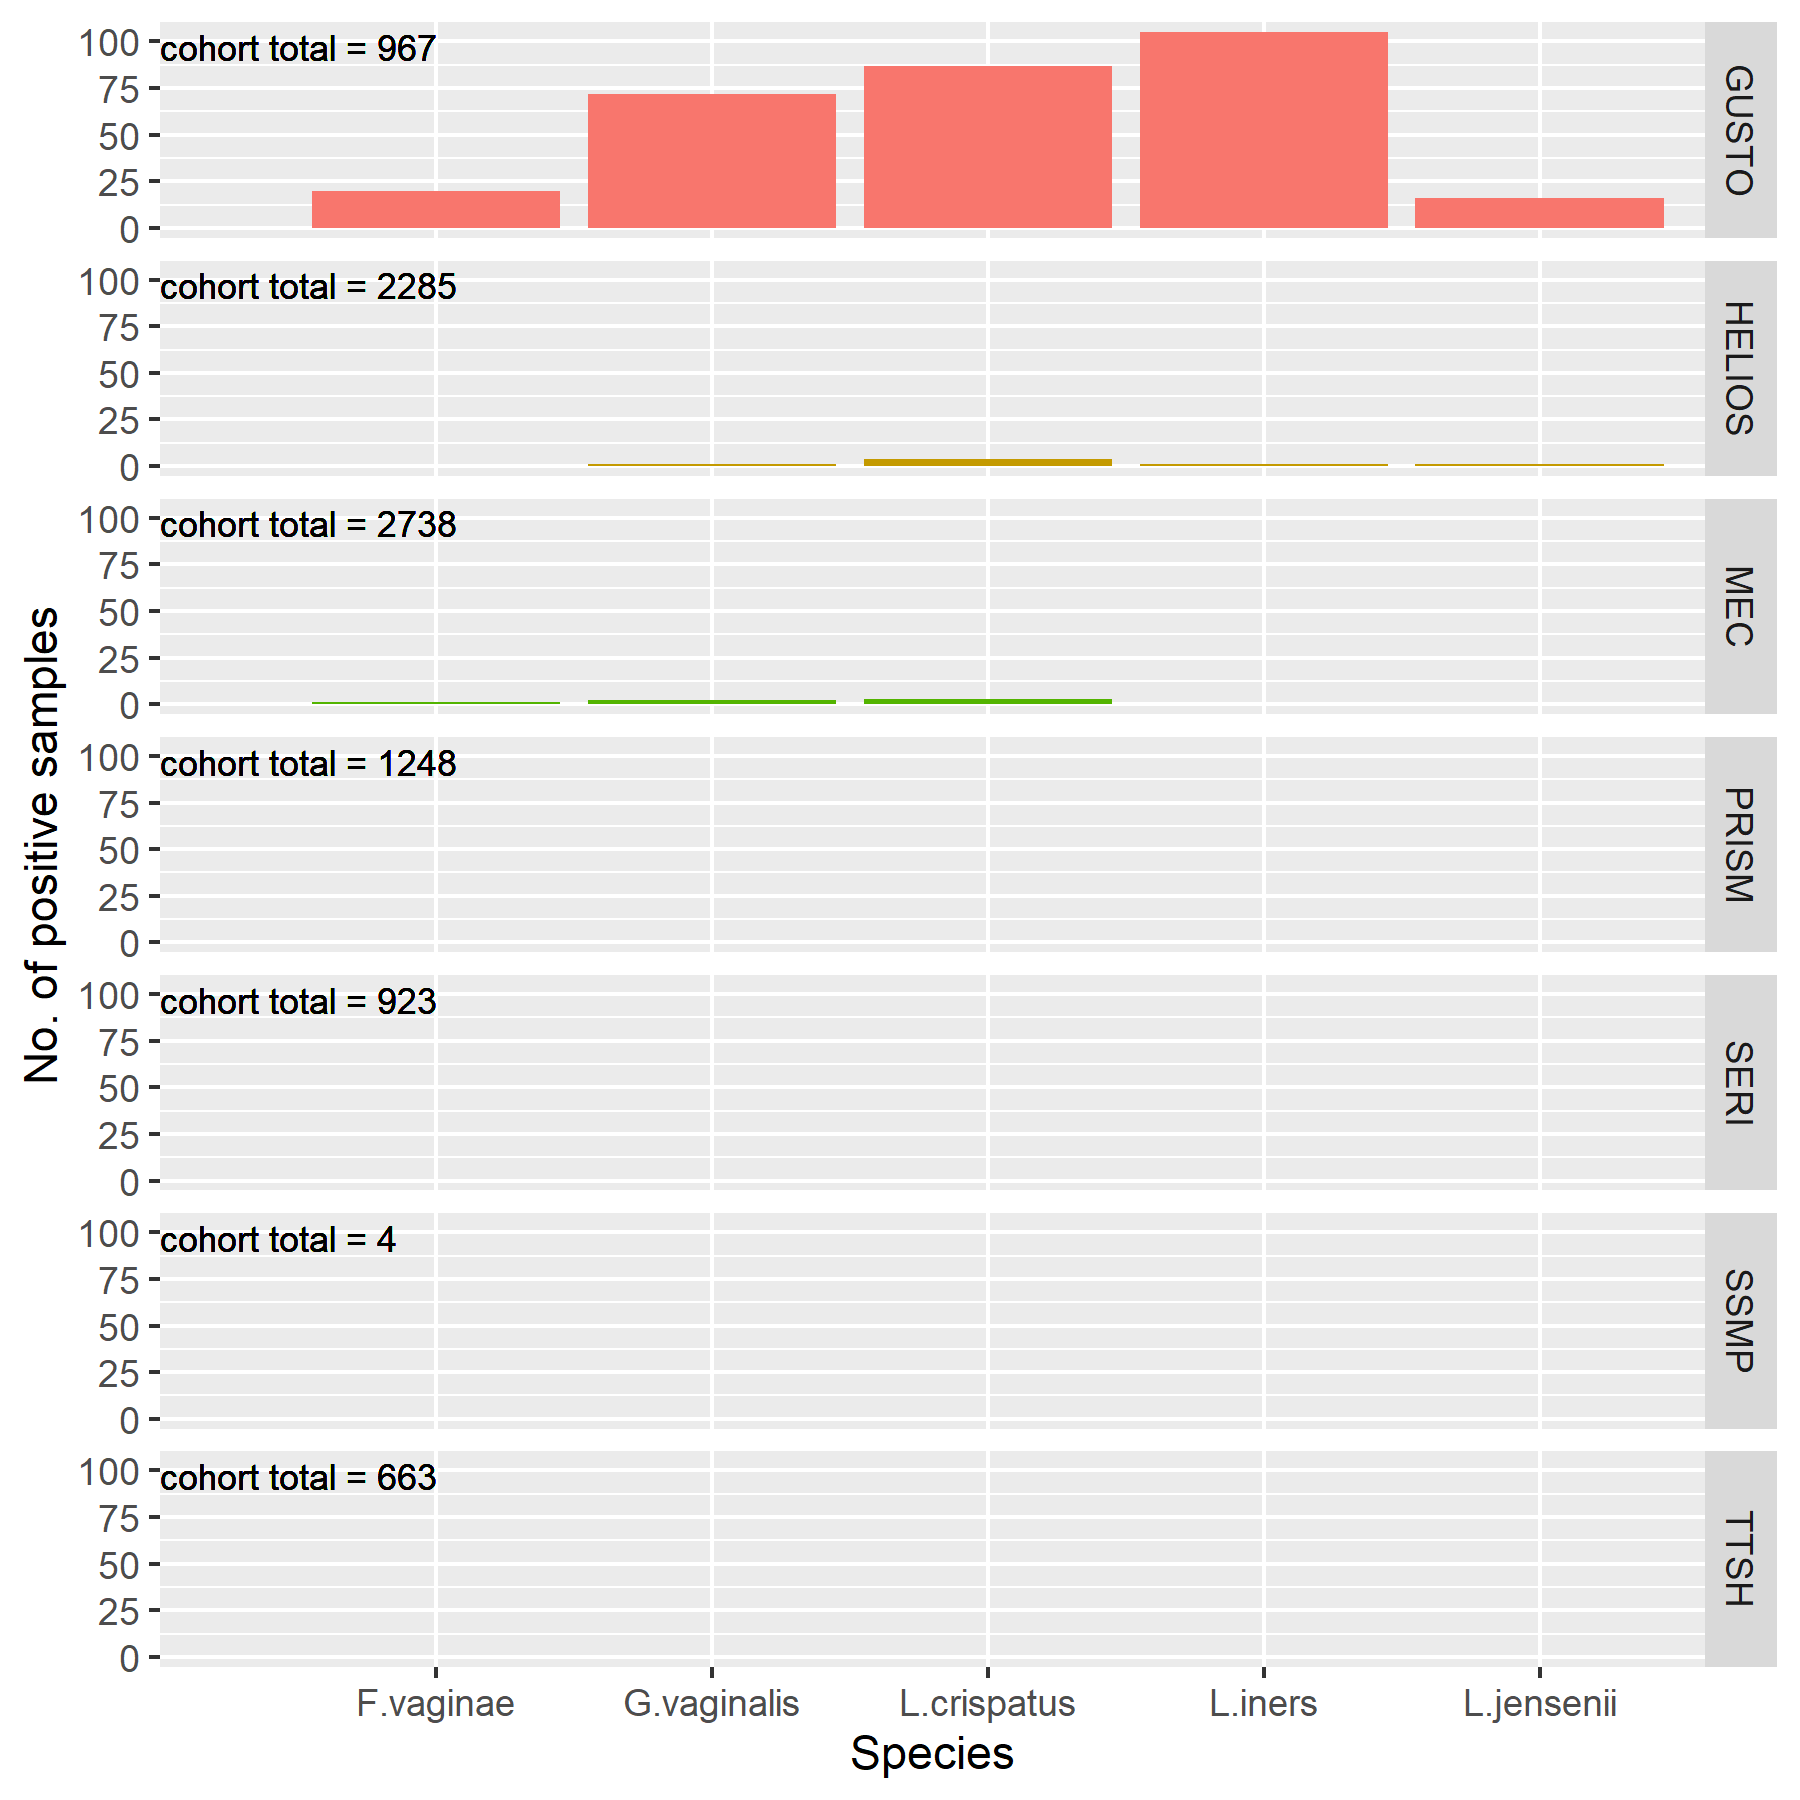 No. of positive samples
100
75
50
25
0
cohort total = 967
GUSTO
100
75
50
25
0
cohort total = 2285
HELIOS
100
75
50
25
0
cohort total = 2738
MEC
100
75
50
25
0
cohort total = 1248
PRISM
100
75
50
25
0
cohort total = 923
SERI
100
75
50
25
0
cohort total = 4
SSMP
100
75
50
25
0
cohort total = 663
TTSH
F.vaginae G.vaginalis L.crispatus L.iners L.jensenii
Species